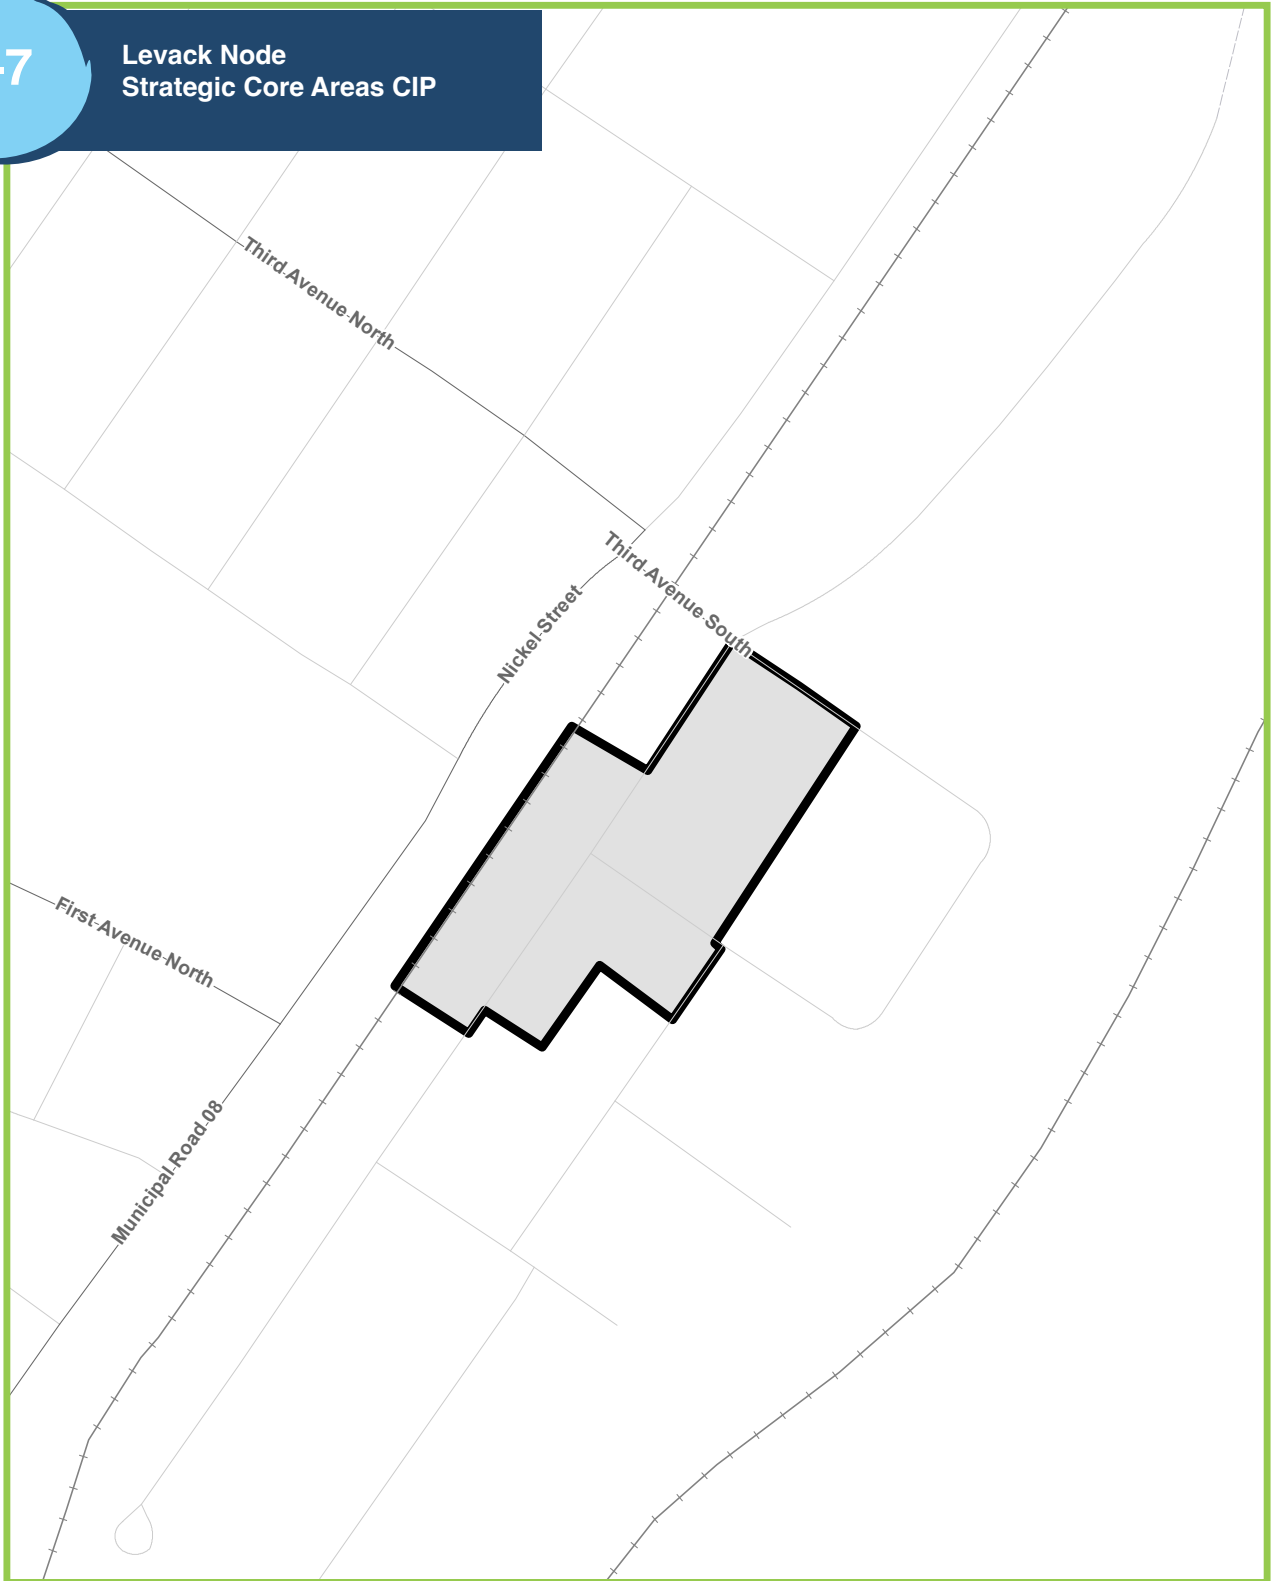 -7
Levack Node
Strategic Core Areas CIP
Third Avenue North
Third Avenue South
Nickel Street
First Avenue North
Municipal Road 08